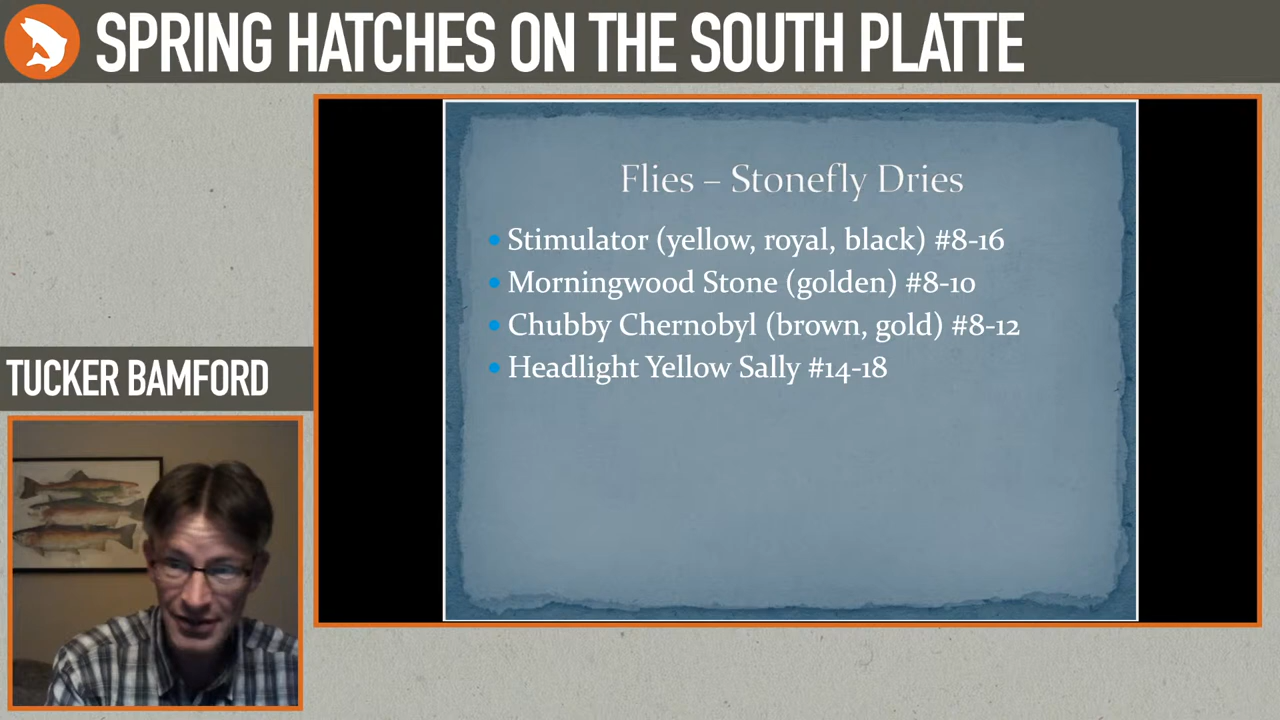 SPRING HATCHES ON THE SOUTH PLATTE
Flies – Stonefly Dries
• Stimulator (yellow, royal, black) #8-16
• Morningwood Stone (golden) #8-10
• Chubby Chernobyl (brown, gold) #8-12
• Headlight Yellow Sally #14-18
TUCKER BAMFORD